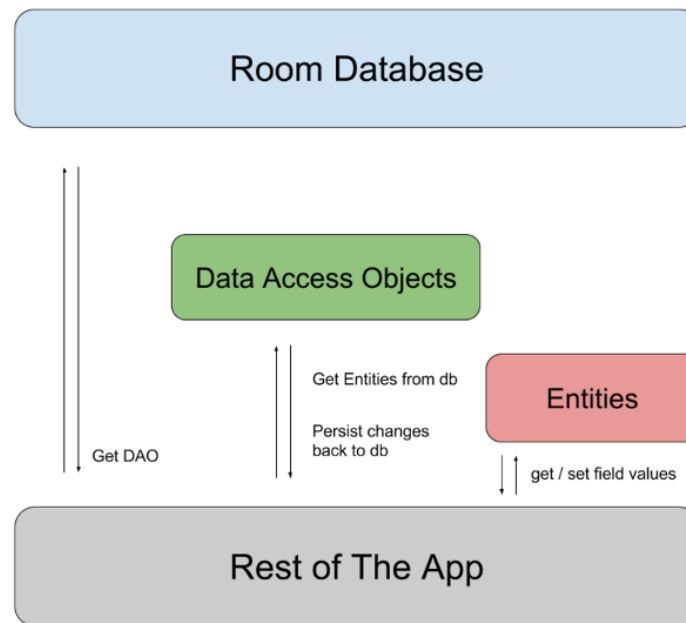 Room Database
Data Access Objects
Get Entities from db
Entities
Persist changes
back to db
Get DAO
get / set field values
Rest of The App